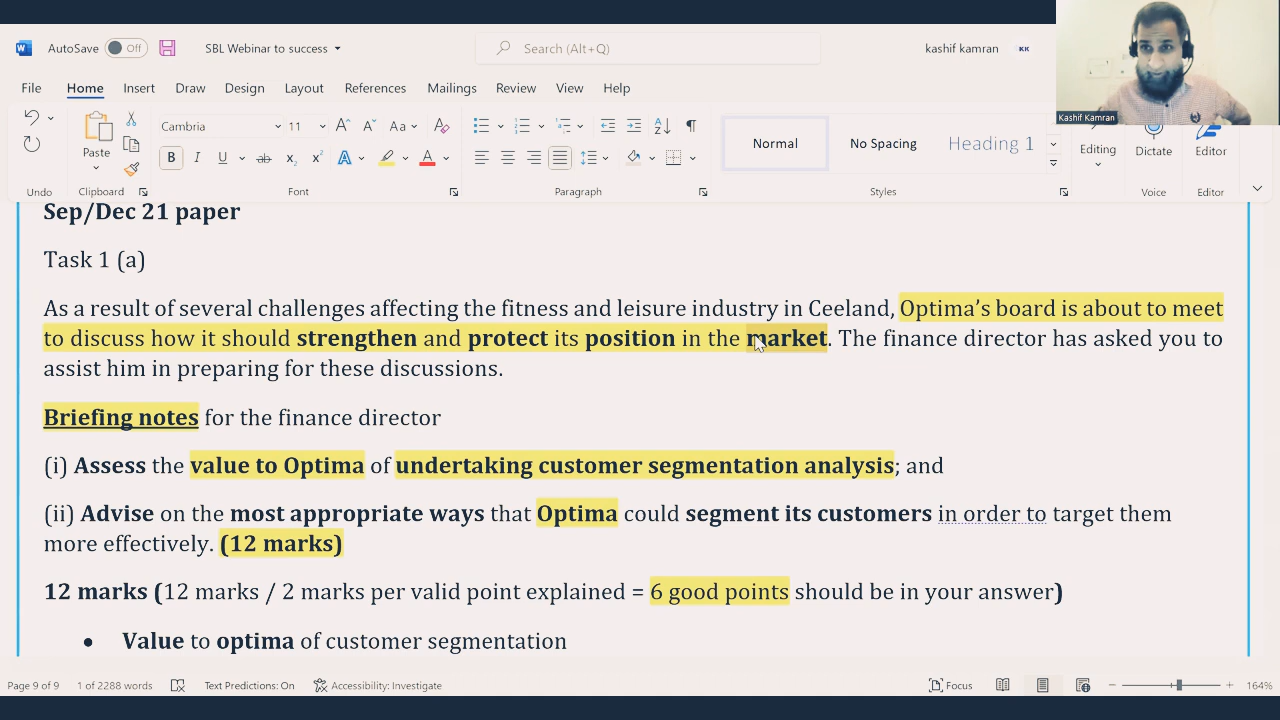 AutoSave Off SBL Webinar to success Search (Alt+Q) kashif kamran KK
File Home Insert Draw Design Layout References Mailings Review View Help
Kashif Kamran
Paste Cambria 11 Aa Normal No Spacing Heading 1 Editing Dictate Editor
B I U ab x₂ x² A A
Undo Clipboard Font Paragraph Styles Voice Editor
Sep/Dec 21 paper
Task 1 (a)
As a result of several challenges affecting the fitness and leisure industry in Ceeland, Optima’s board is about to meet
to discuss how it should strengthen and protect its position in the market. The finance director has asked you to
assist him in preparing for these discussions.
Briefing notes for the finance director
(i) Assess the value to Optima of undertaking customer segmentation analysis; and
(ii) Advise on the most appropriate ways that Optima could segment its customers in order to target them
more effectively. (12 marks)
12 marks (12 marks / 2 marks per valid point explained = 6 good points should be in your answer)
• Value to optima of customer segmentation
Page 9 of 9 1 of 2288 words Text Predictions: On Accessibility: Investigate Focus 164%